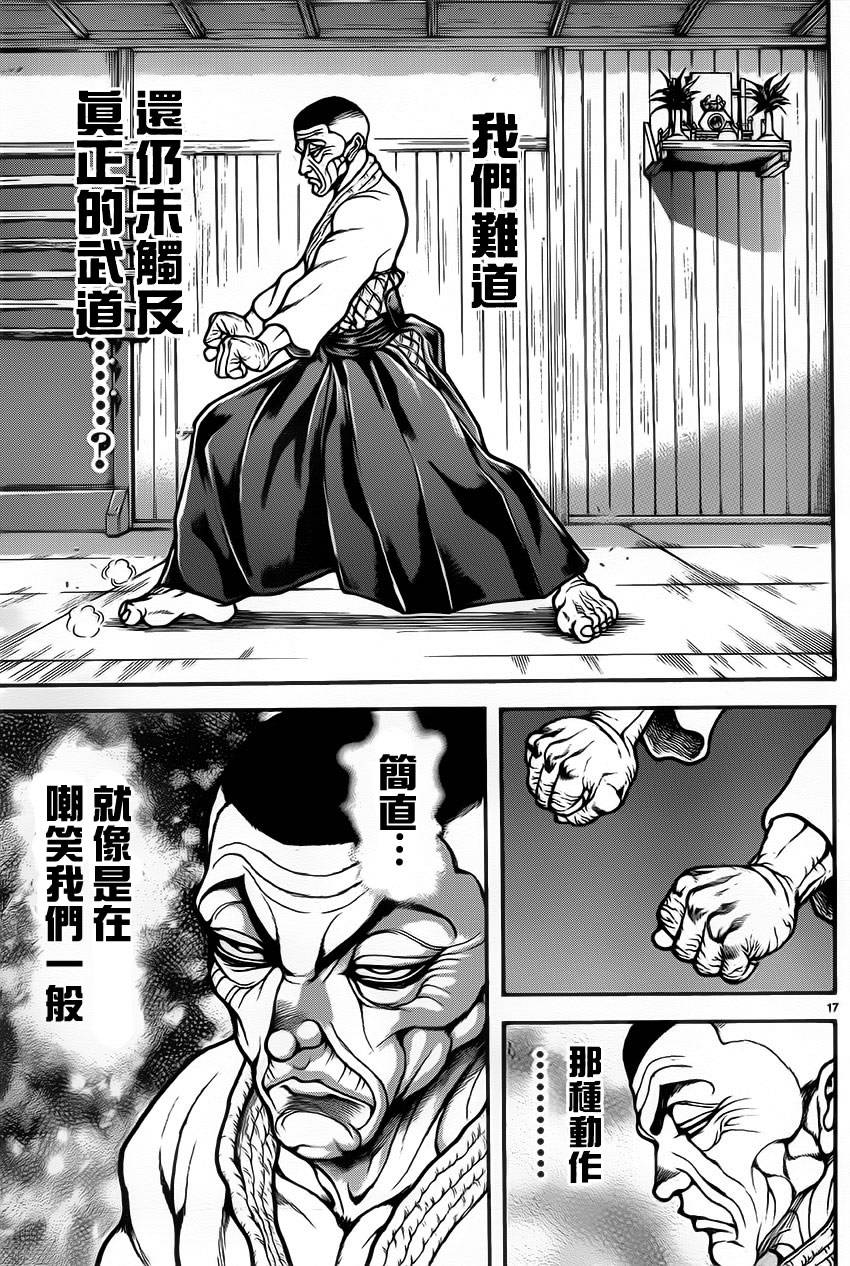 我們難道
還仍未觸及
眞正的武道……？
17
那種動作
………
簡直…
就像是在
嘲笑我們一般